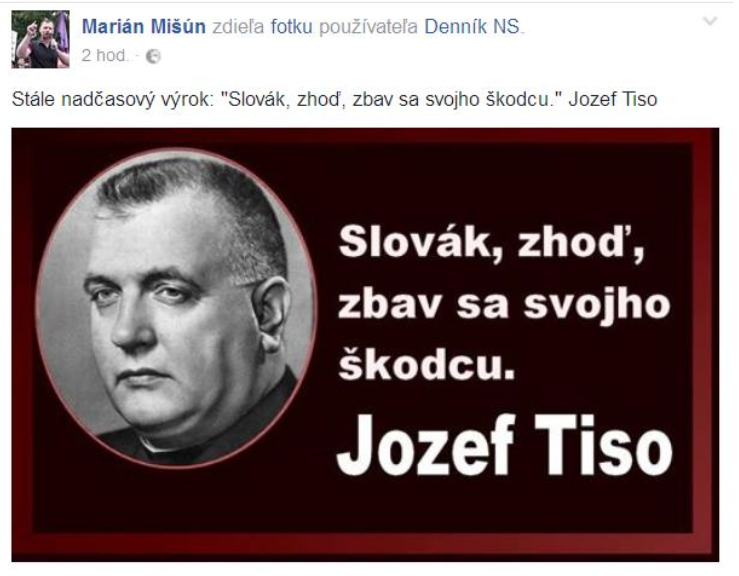 Marián Mišún zdieľa fotku používateľa Denník NS.
2 hod. ·
Stále nadčasový výrok: "Slovák, zhoď, zbav sa svojho škodcu." Jozef Tiso
Slovák, zhoď,
zbav sa svojho
škodcu.
Jozef Tiso